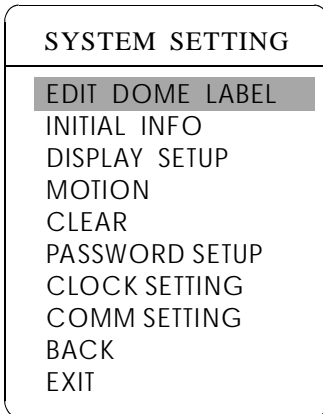 SYSTEM SETTING
EDIT DOME LABEL
INITIAL INFO
DISPLAY SETUP
MOTION
CLEAR
PASSWORD SETUP
CLOCK SETTING
COMM SETTING
BACK
EXIT